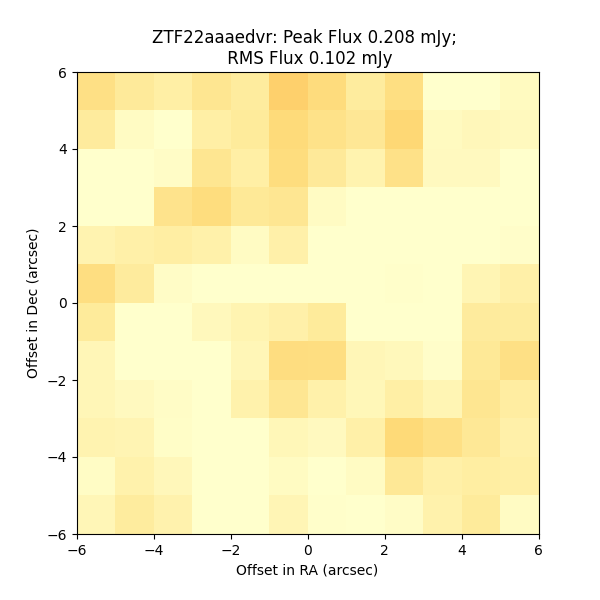 ZTF22aaaedvr: Peak Flux 0.208 mJy;
RMS Flux 0.102 mJy
6
4
2
0
−2
−4
−6
Offset in Dec (arcsec)
−6 −4 −2 0 2 4 6
Offset in RA (arcsec)